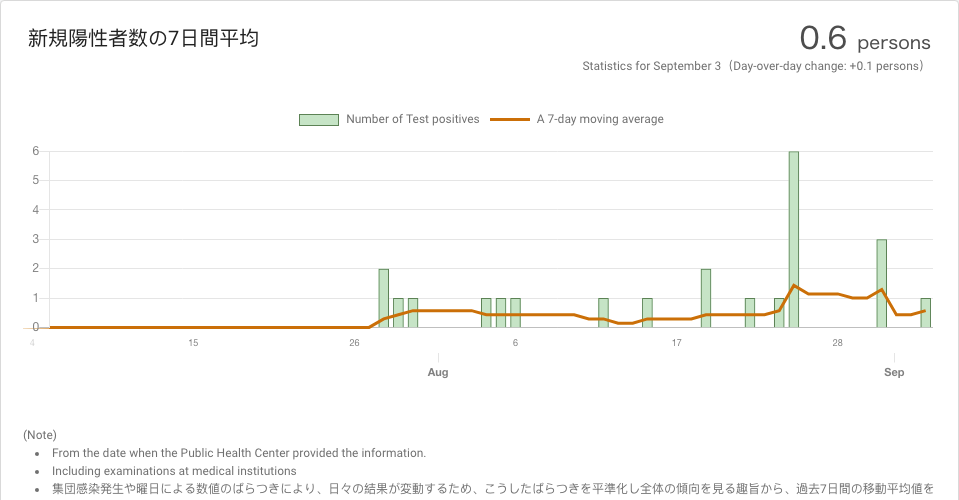 新規陽性者数の7日間平均
0.6 persons
Statistics for September 3（Day-over-day change: +0.1 persons）
Number of Test positives
A 7-day moving average
6
5
4
3
2
1
0
4 15 26 6 17 28
Aug Sep
(Note)
• From the date when the Public Health Center provided the information.
• Including examinations at medical institutions
• 集団感染発生や曜日による数値のばらつきにより、日々の結果が変動するため、こうしたばらつきを平準化し全体の傾向を見る趣旨から、過去7日間の移動平均値を